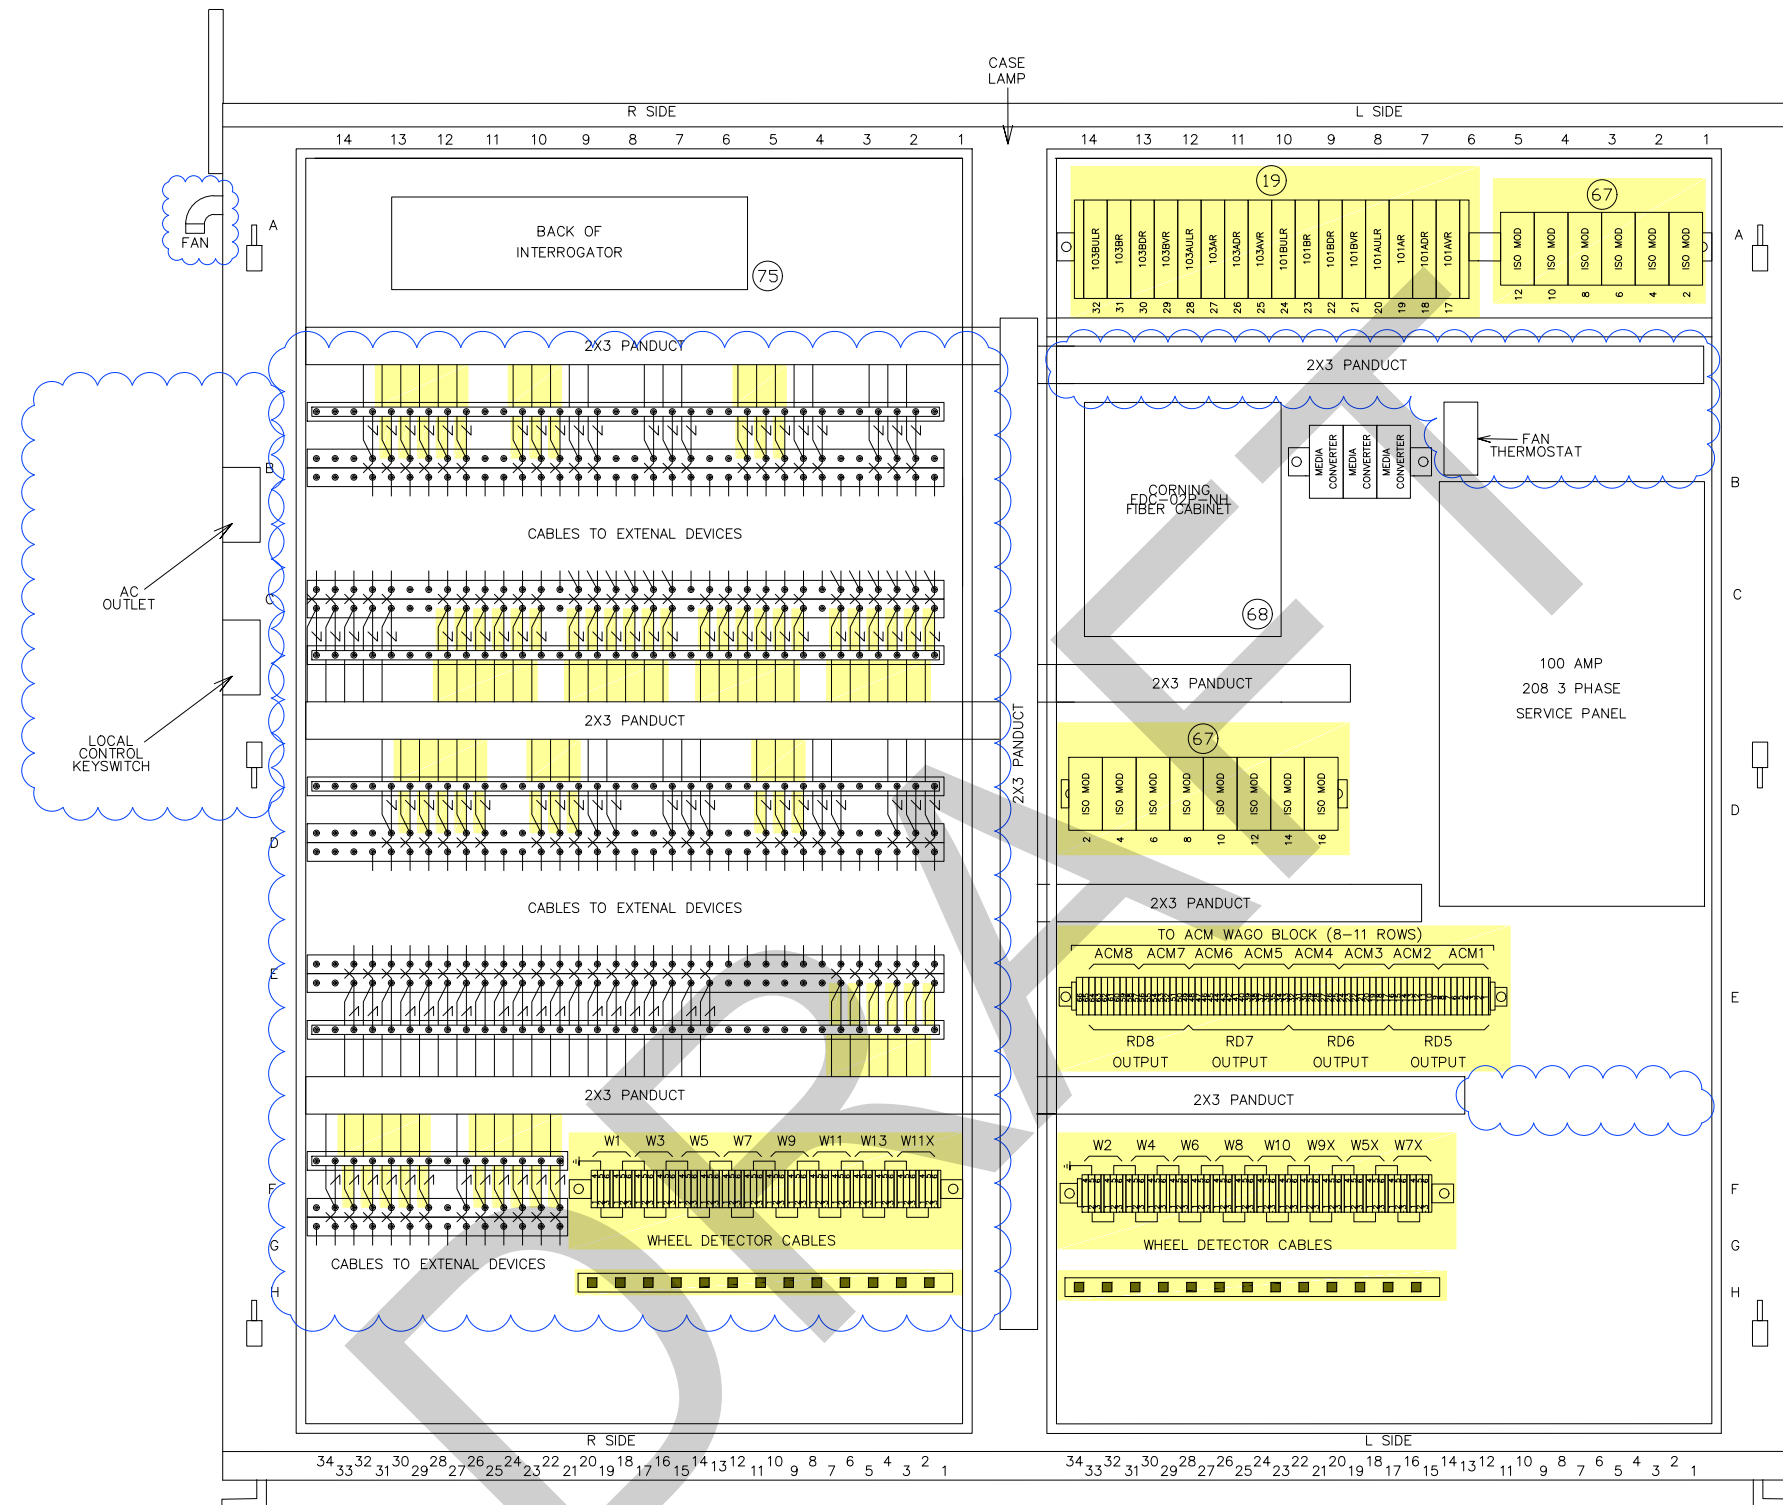 CASE
LAMP
R SIDE
L SIDE
14 13 12 11 10 9 8 7 6 5 4 3 2 1
14 13 12 11 10 9 8 7 6 5 4 3 2 1
FAN
A
BACK OF
INTERROGATOR
75
19
103BULR 103BR 103BDR 103BVR 103AULR 103AR 103ADR 103AVR 101BULR 101BR 101BDR 101BVR 101AULR 101AR 101ADR 101AVR
32 31 30 29 28 27 26 25 24 23 22 21 20 19 18 17
67
ISO MOD ISO MOD ISO MOD ISO MOD ISO MOD ISO MOD
12 10 8 6 4 2
A
2X3 PANDUCT
2X3 PANDUCT
B
FAN
THERMOSTAT
MEDIA CONVERTER MEDIA CONVERTER MEDIA CONVERTER
CORNING
FDC-02P-NH
FIBER CABINET
68
B
CABLES TO EXTENAL DEVICES
AC
OUTLET
C
C
LOCAL
CONTROL
KEYSWITCH
2X3 PANDUCT
2X3 PANDUCT
2X3 PANDUCT
100 AMP
208 3 PHASE
SERVICE PANEL
67
ISO MOD ISO MOD ISO MOD ISO MOD ISO MOD ISO MOD ISO MOD ISO MOD
2 4 6 8 10 12 14 16
D
D
CABLES TO EXTENAL DEVICES
2X3 PANDUCT
TO ACM WAGO BLOCK (8-11 ROWS)
ACM8 ACM7 ACM6 ACM5 ACM4 ACM3 ACM2 ACM1
E
E
RD8 RD7 RD6 RD5
OUTPUT OUTPUT OUTPUT OUTPUT
2X3 PANDUCT
2X3 PANDUCT
W1 W3 W5 W7 W9 W11 W13 W11X
W2 W4 W6 W8 W10 W9X W5X W7X
F
F
WHEEL DETECTOR CABLES
WHEEL DETECTOR CABLES
G
G
CABLES TO EXTENAL DEVICES
H
H
R SIDE
L SIDE
34 33 32 31 30 29 28 27 26 25 24 23 22 21 20 19 18 17 16 15 14 13 12 11 10 9 8 7 6 5 4 3 2 1
34 33 32 31 30 29 28 27 26 25 24 23 22 21 20 19 18 17 16 15 14 13 12 11 10 9 8 7 6 5 4 3 2 1
DRAFT